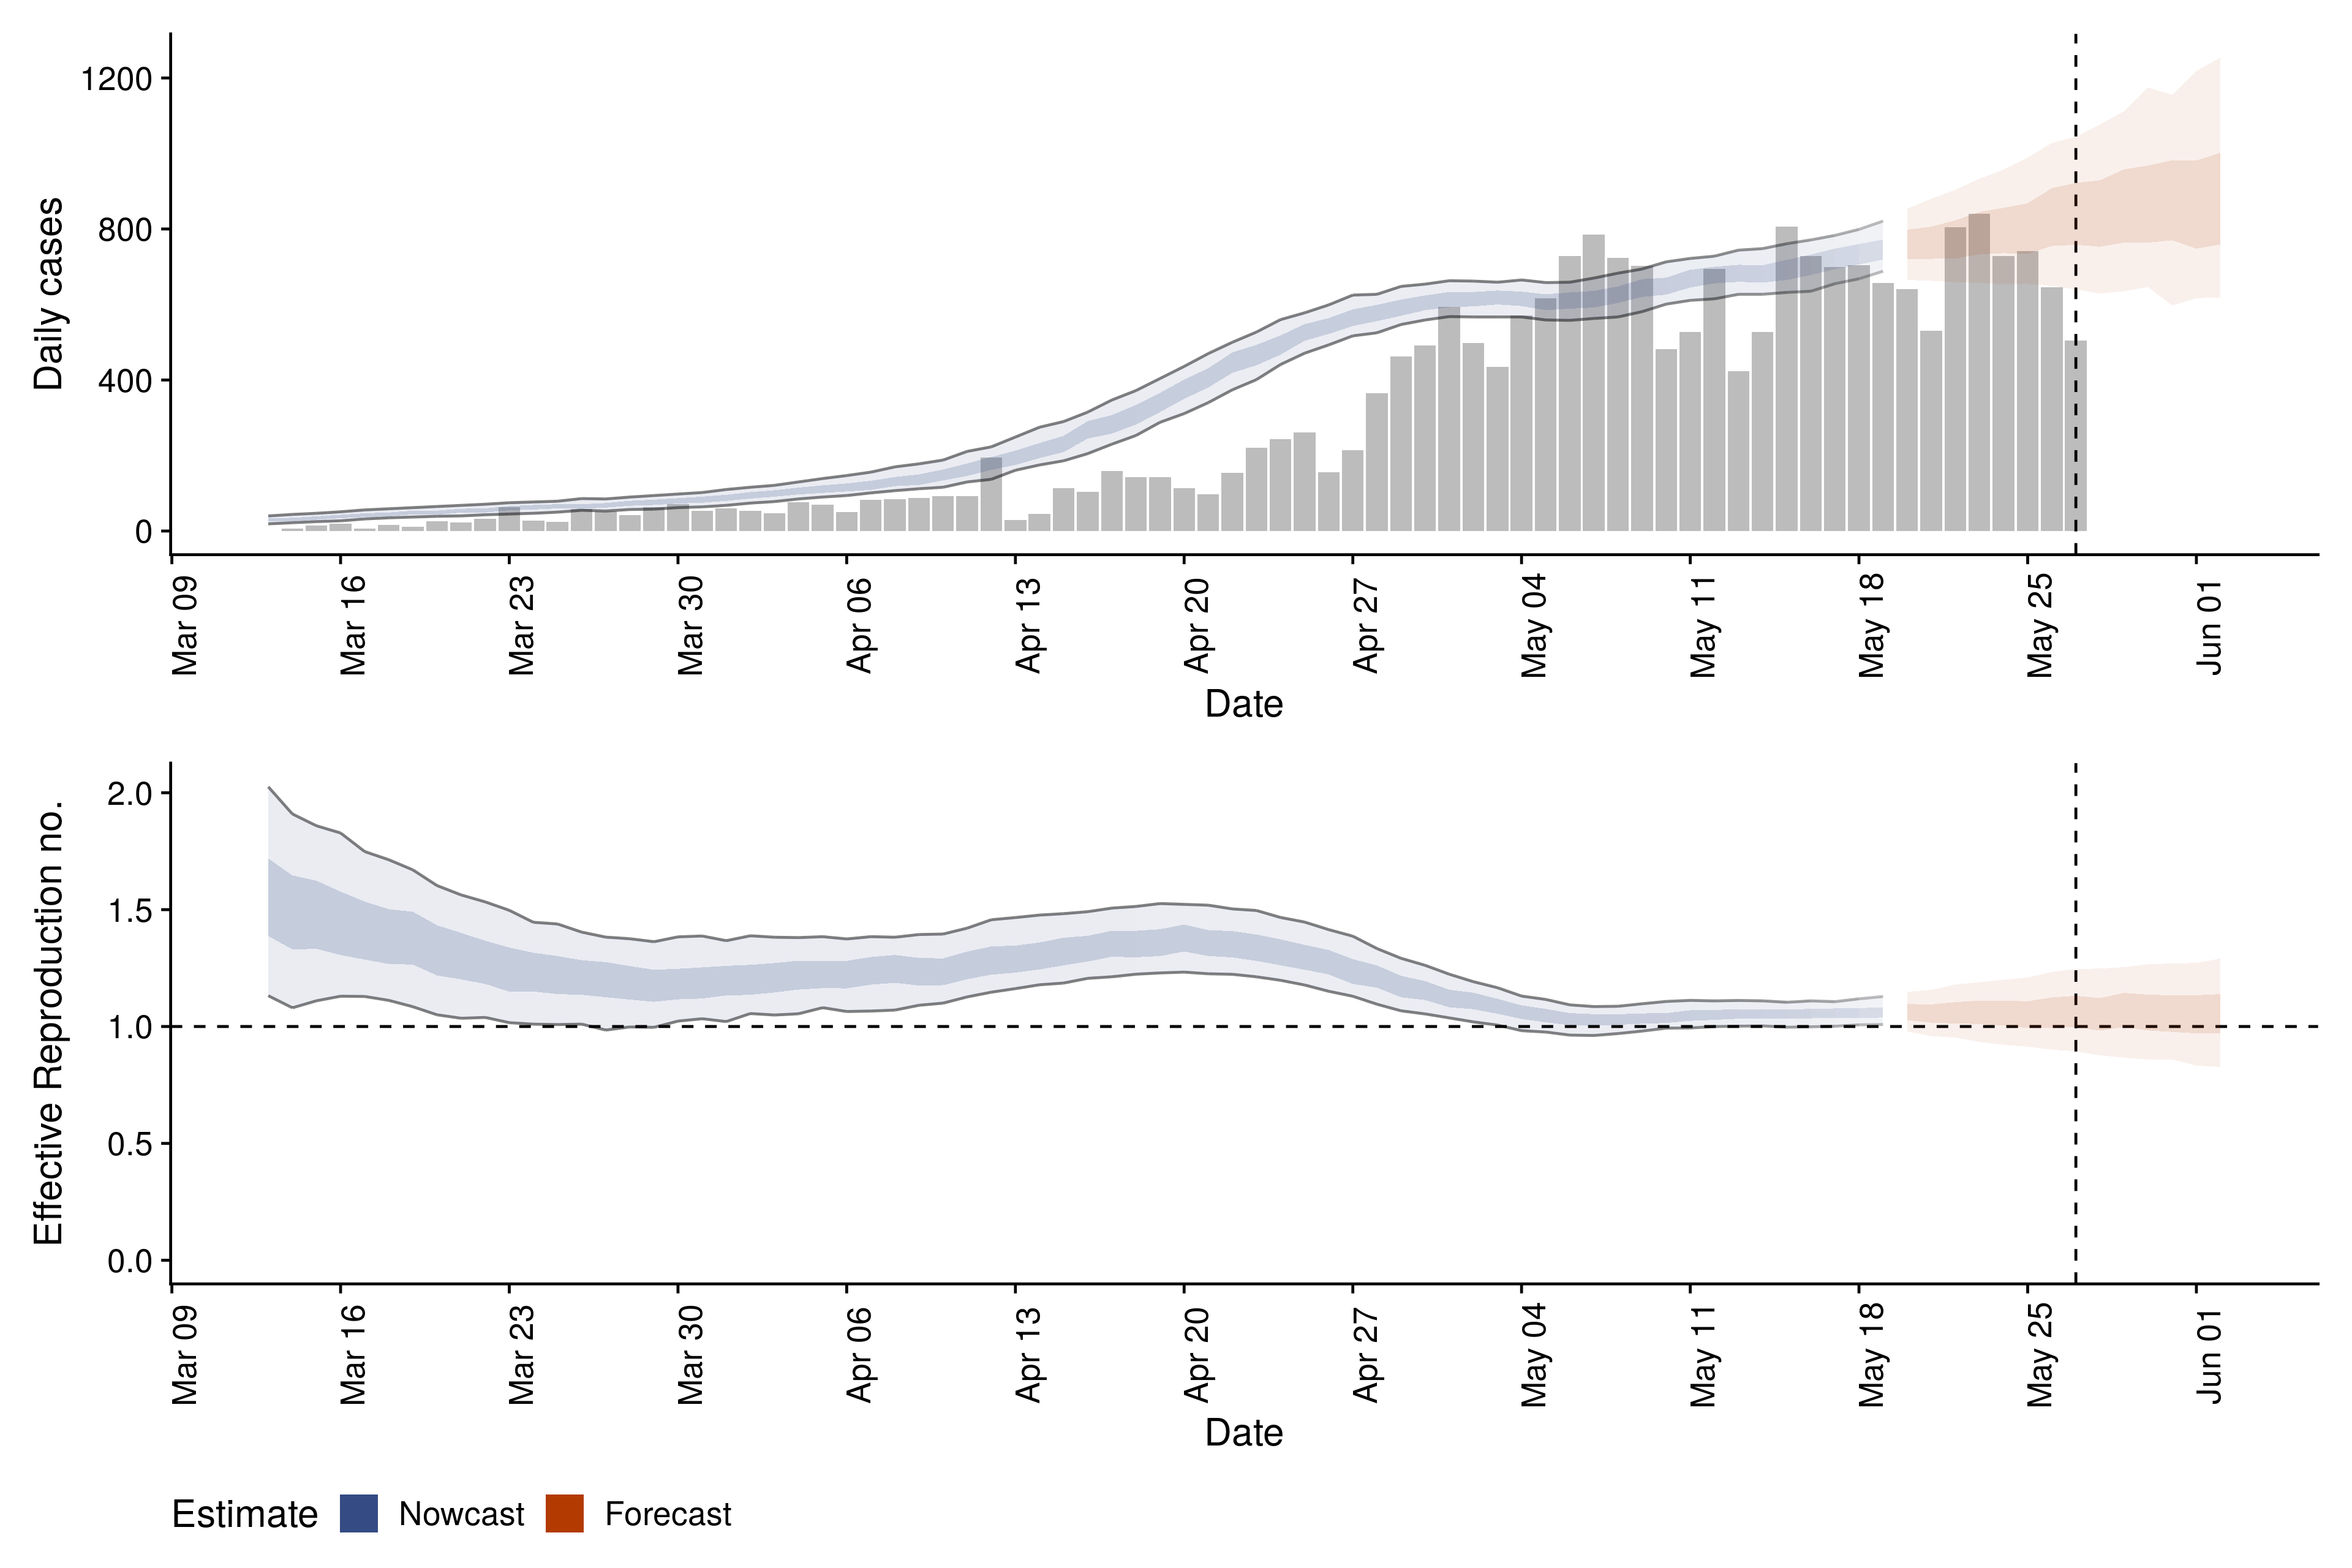 1200
800
400
0
Daily cases
Mar 09
Mar 16
Mar 23
Mar 30
Apr 06
Apr 13
Apr 20
Apr 27
May 04
May 11
May 18
May 25
Jun 01
Date
2.0
1.5
1.0
0.5
0.0
Effective Reproduction no.
Mar 09
Mar 16
Mar 23
Mar 30
Apr 06
Apr 13
Apr 20
Apr 27
May 04
May 11
May 18
May 25
Jun 01
Date
Estimate Nowcast Forecast